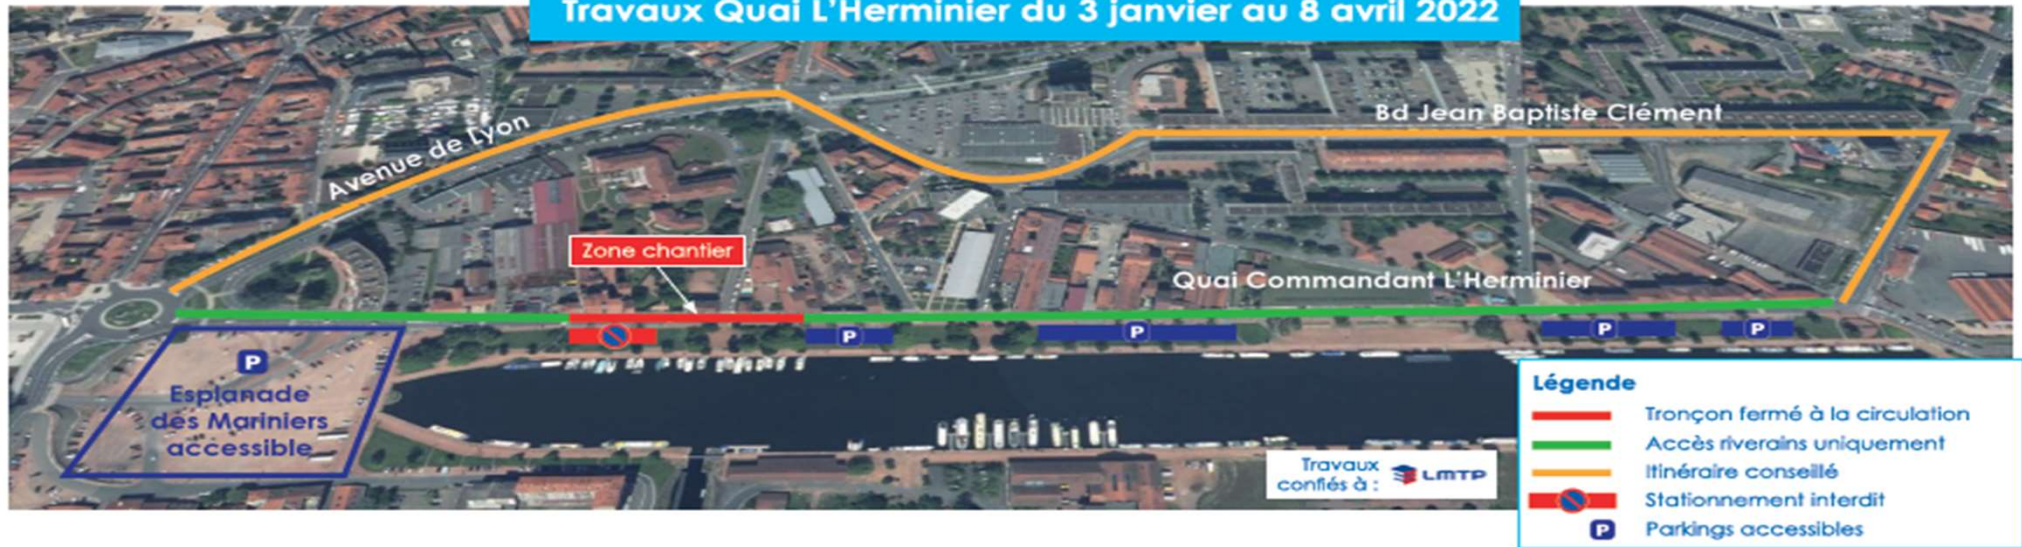 Travaux Quai L'Herminier du 3 janvier au 8 avril 2022
Bd Jean Baptiste Clément
Avenue de Lyon
Zone chantier
Quai Commandant L'Herminier
P
P
P
P
P
Esplanade
des Mariniers
accessible
Travaux
confiés à :
LMTP
Légende
Tronçon fermé à la circulation
Accès riverains uniquement
Itinéraire conseillé
Stationnement interdit
P Parkings accessibles